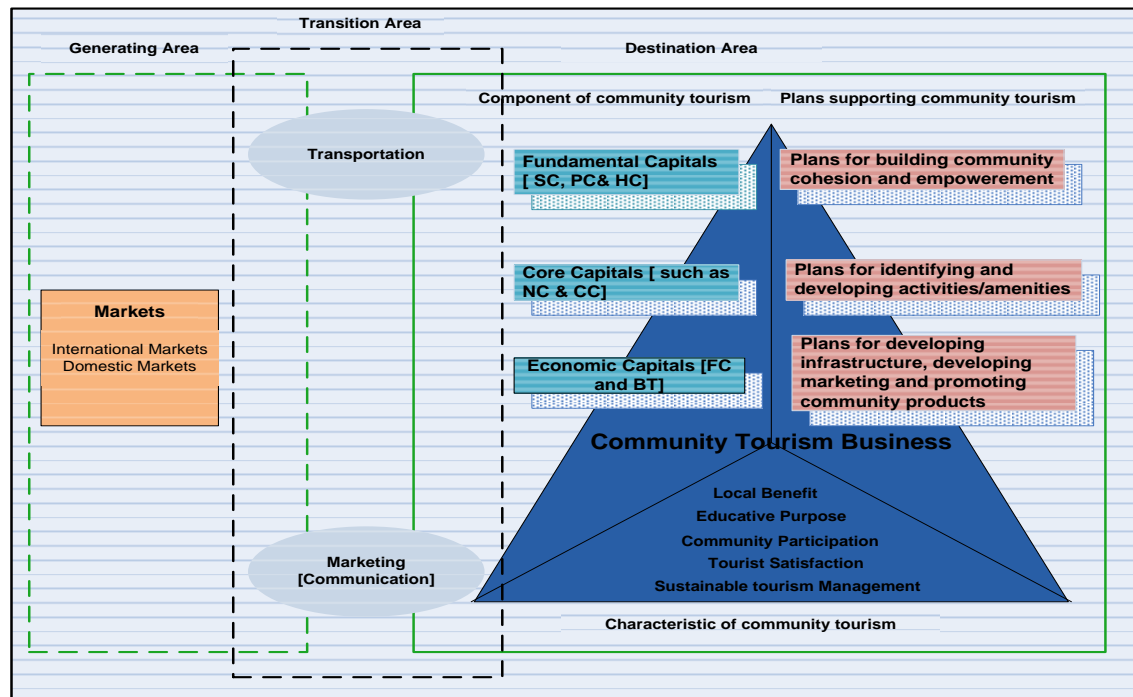 Transition Area
Generating Area
Destination Area
Component of community tourism
Plans supporting community tourism
Transportation
Fundamental Capitals
[ SC, PC& HC]
Plans for building community
cohesion and empowerement
Core Capitals [ such as
NC & CC]
Plans for identifying and
developing activities/amenities
Markets
International Markets
Domestic Markets
Economic Capitals [FC
and BT]
Plans for developing
infrastructure, developing
marketing and promoting
community products
Community Tourism Business
Local Benefit
Educative Purpose
Community Participation
Tourist Satisfaction
Sustainable tourism Management
Marketing
[Communication]
Characteristic of community tourism